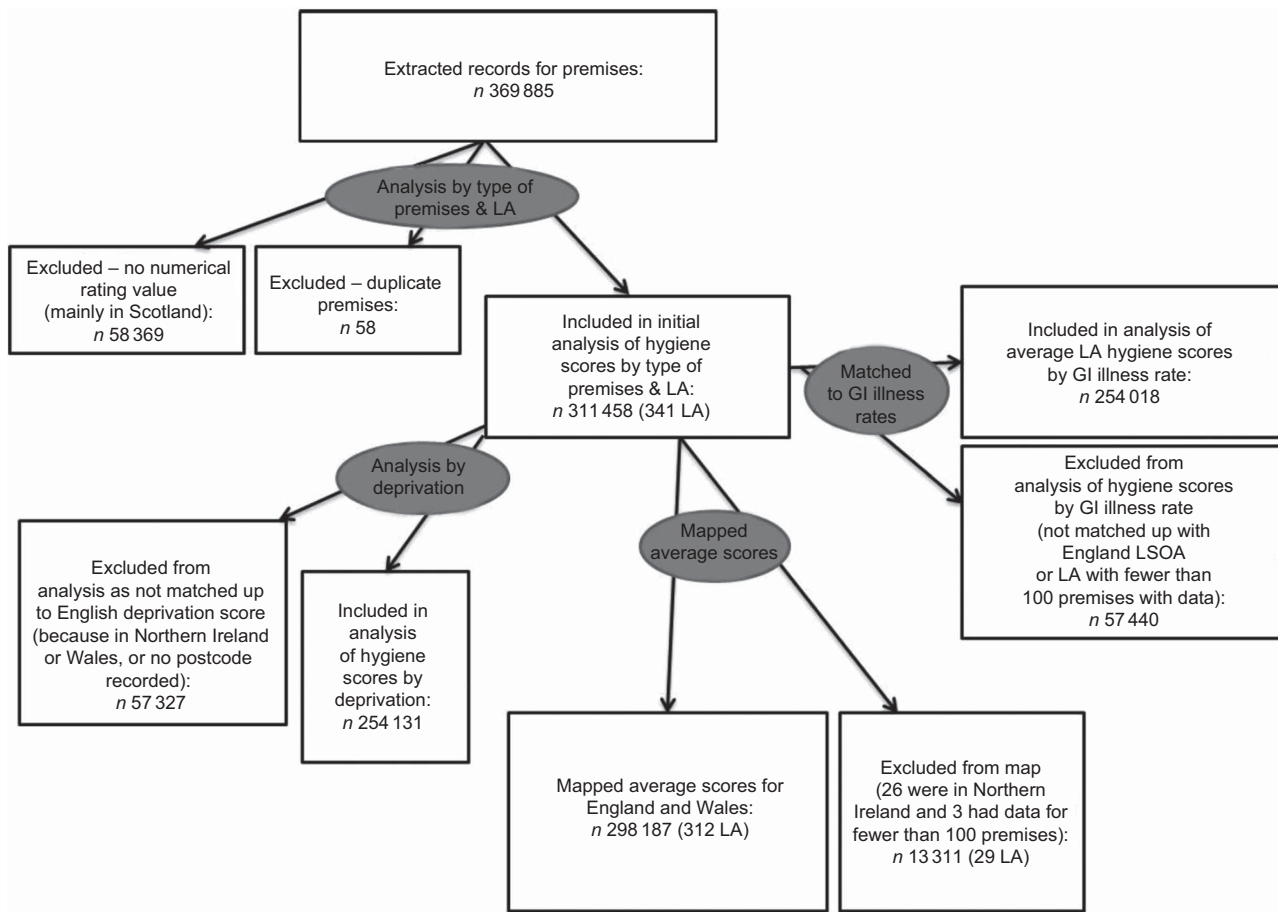 Extracted records for premises:
n 369 885
Analysis by type of
premises & LA
Excluded – no numerical
rating value
(mainly in Scotland):
n 58 369
Excluded – duplicate
premises:
n 58
Included in initial
analysis of hygiene
scores by type of
premises & LA:
n 311 458 (341 LA)
Matched
to GI illness
rates
Included in analysis of
average LA hygiene scores
by GI illness rate:
n 254 018
Excluded from
analysis of hygiene scores
by GI illness rate
(not matched up with
England LSOA
or LA with fewer than
100 premises with data):
n 57 440
Analysis by
deprivation
Excluded from
analysis as not matched up
to English deprivation score
(because in Northern Ireland
or Wales, or no postcode
recorded):
n 57 327
Included in
analysis
of hygiene
scores by
deprivation:
n 254 131
Mapped
average scores
Mapped average scores for
England and Wales:
n 298 187 (312 LA)
Excluded from map
(26 were in Northern
Ireland and 3 had data for
fewer than 100 premises):
n 13 311 (29 LA)